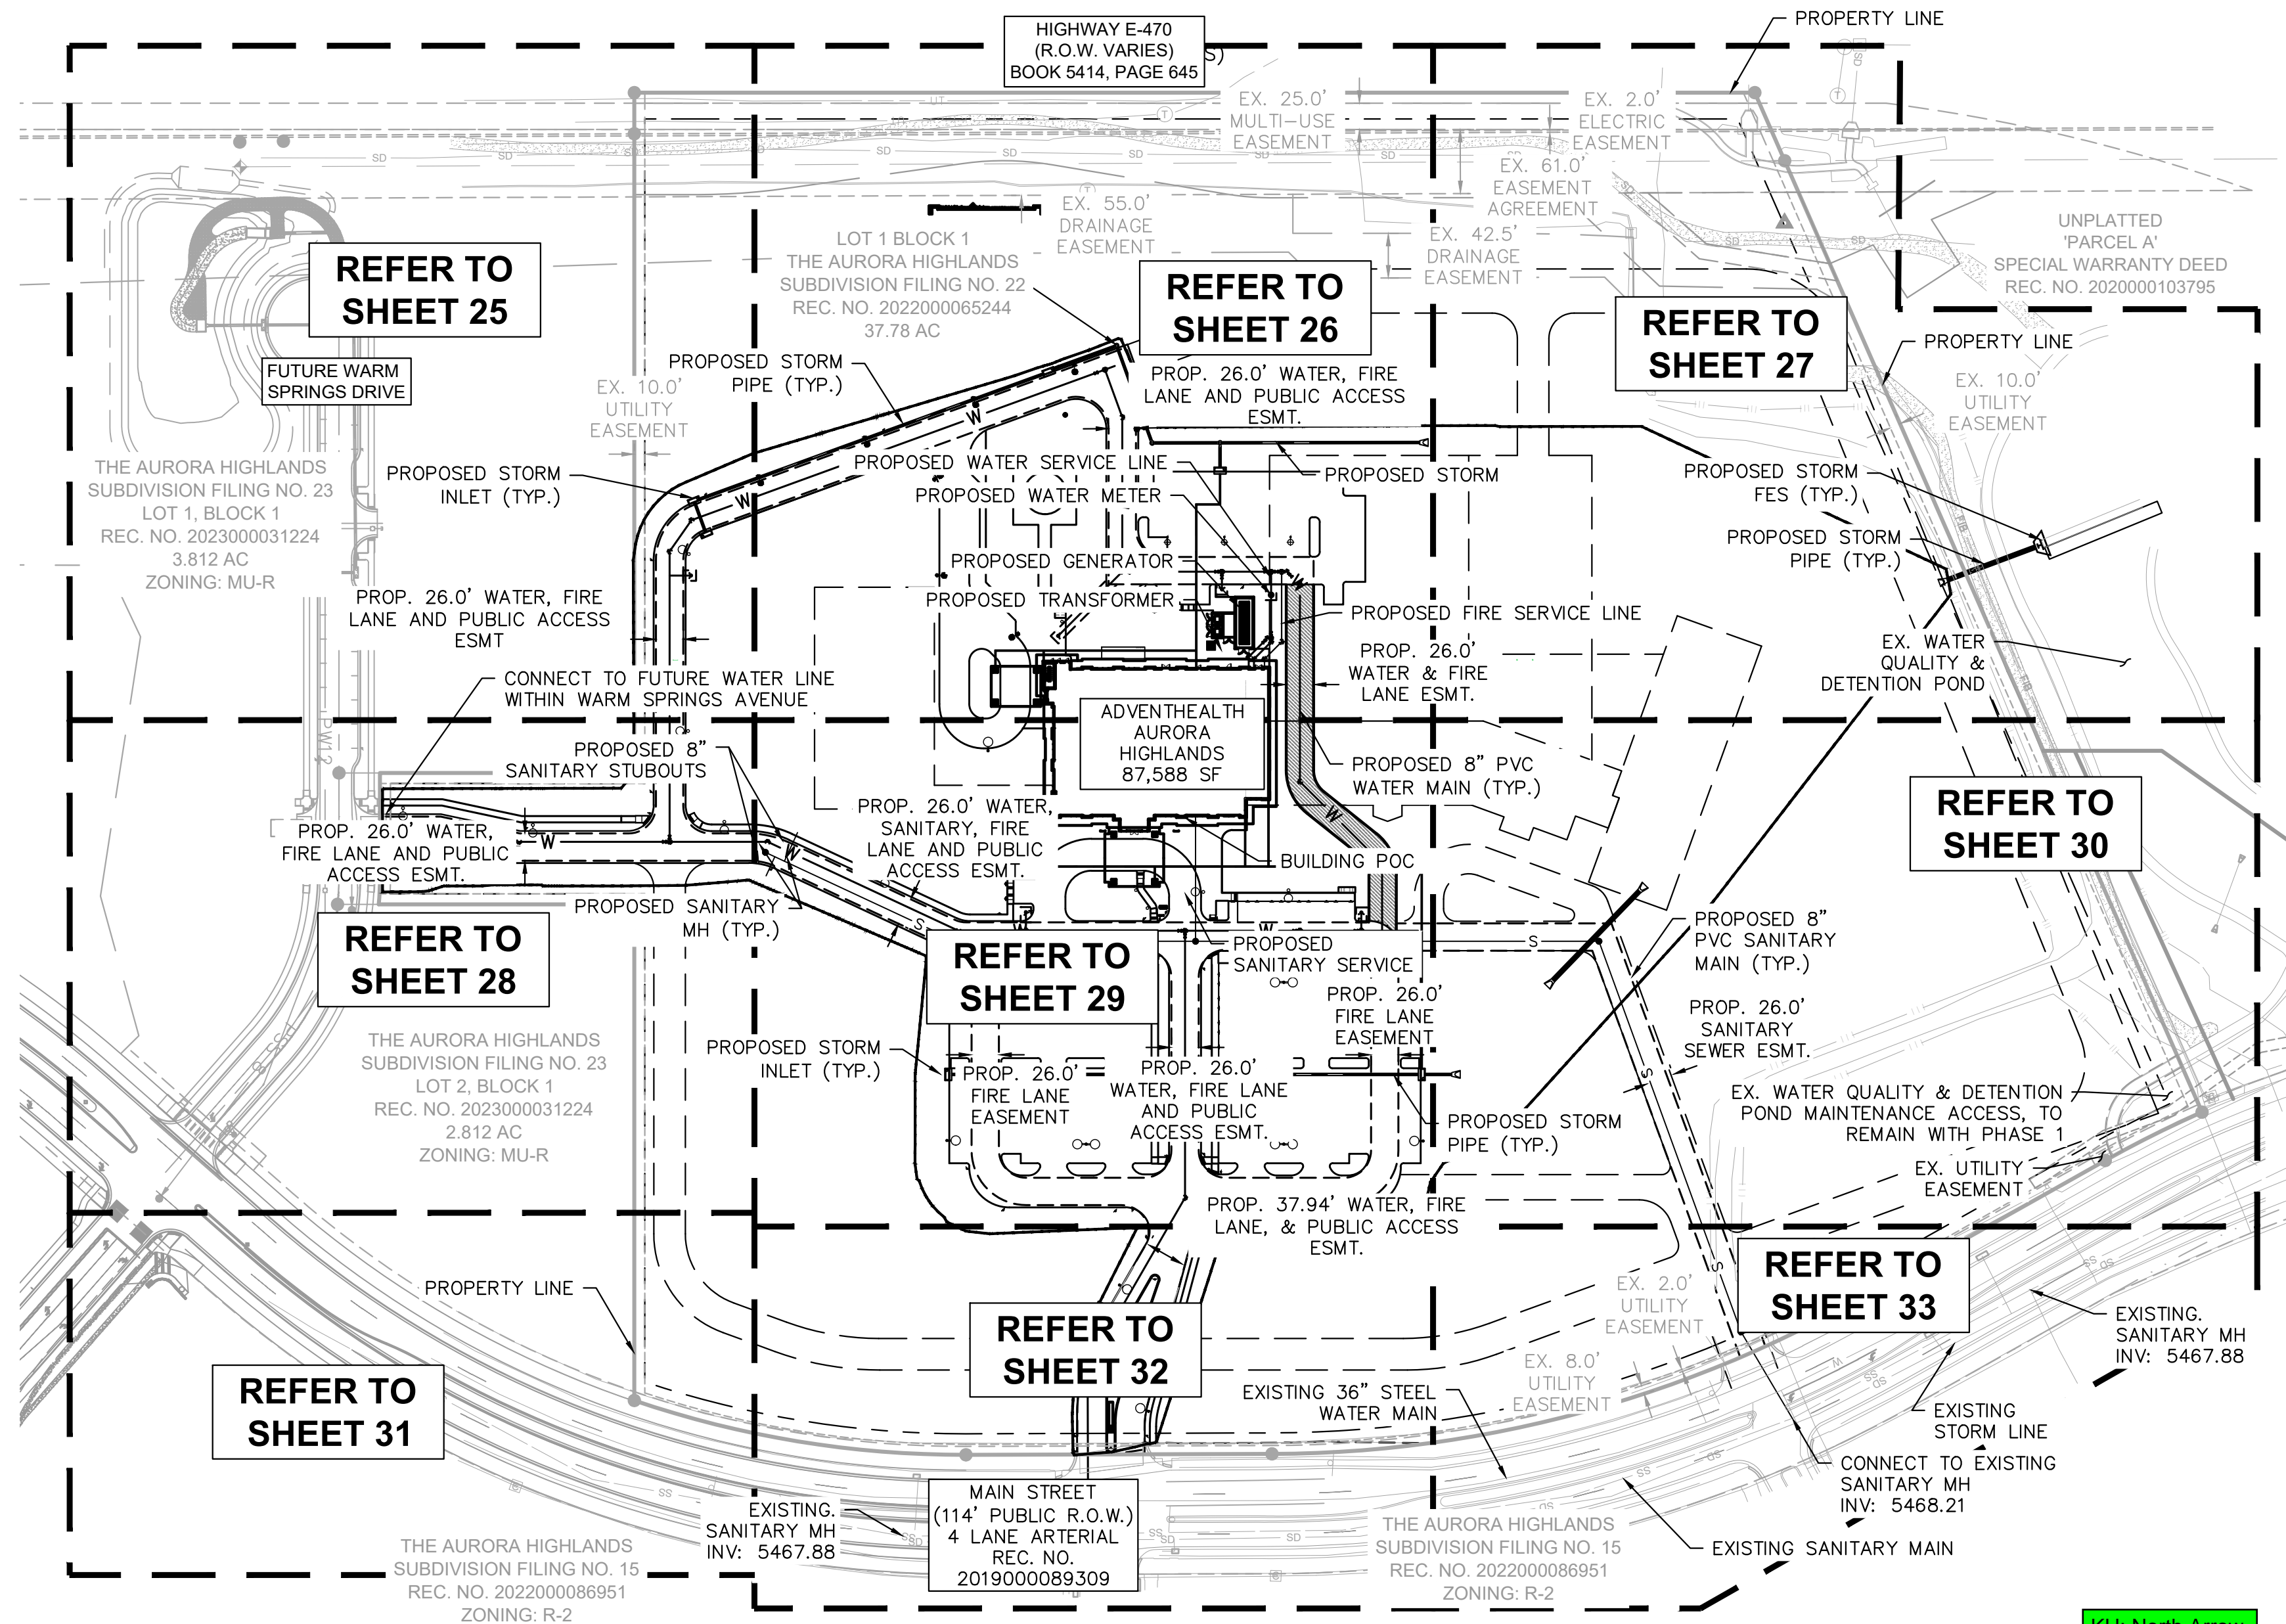 HIGHWAY E-470
(R.O.W. VARIES)
BOOK 5414, PAGE 645
S)
PROPERTY LINE
EX. 25.0'
MULTI-USE
EASEMENT
EX. 2.0'
ELECTRIC
EASEMENT
EX. 61.0'
EASEMENT
AGREEMENT
EX. 55.0'
DRAINAGE
EASEMENT
EX. 42.5'
DRAINAGE
EASEMENT
UNPLATTED
'PARCEL A'
SPECIAL WARRANTY DEED
REC. NO. 2020000103795
LOT 1 BLOCK 1
THE AURORA HIGHLANDS
SUBDIVISION FILING NO. 22
REC. NO. 2022000065244
37.78 AC
REFER TO
SHEET 25
REFER TO
SHEET 26
REFER TO
SHEET 27
FUTURE WARM
SPRINGS DRIVE
PROPERTY LINE
EX. 10.0'
UTILITY
EASEMENT
PROPOSED STORM
PIPE (TYP.)
PROP. 26.0' WATER, FIRE
LANE AND PUBLIC ACCESS
ESMT.
EX. 10.0'
UTILITY
EASEMENT
THE AURORA HIGHLANDS
SUBDIVISION FILING NO. 23
LOT 1, BLOCK 1
REC. NO. 2023000031224
3.812 AC
ZONING: MU-R
PROPOSED STORM
INLET (TYP.)
PROPOSED WATER SERVICE LINE
PROPOSED WATER METER
PROPOSED STORM
PROPOSED STORM
FES (TYP.)
PROPOSED STORM
PIPE (TYP.)
PROPOSED GENERATOR
PROPOSED TRANSFORMER
PROPOSED FIRE SERVICE LINE
PROP. 26.0' WATER, FIRE
LANE AND PUBLIC ACCESS
ESMT
PROP. 26.0'
WATER & FIRE
LANE ESMT.
EX. WATER
QUALITY &
DETENTION POND
CONNECT TO FUTURE WATER LINE
WITHIN WARM SPRINGS AVENUE
ADVENTHEALTH
AURORA
HIGHLANDS
87,588 SF
PROPOSED 8"
SANITARY STUBOUTS
PROPOSED 8" PVC
WATER MAIN (TYP.)
REFER TO
SHEET 30
PROP. 26.0' WATER,
FIRE LANE AND PUBLIC
ACCESS ESMT.
PROP. 26.0' WATER,
SANITARY, FIRE
LANE AND PUBLIC
ACCESS ESMT.
BUILDING POC
PROPOSED SANITARY
MH (TYP.)
REFER TO
SHEET 28
REFER TO
SHEET 29
PROPOSED
SANITARY SERVICE
PROPOSED 8"
PVC SANITARY
MAIN (TYP.)
PROP. 26.0'
FIRE LANE
EASEMENT
PROP. 26.0'
SANITARY
SEWER ESMT.
THE AURORA HIGHLANDS
SUBDIVISION FILING NO. 23
LOT 2, BLOCK 1
REC. NO. 2023000031224
2.812 AC
ZONING: MU-R
PROPOSED STORM
INLET (TYP.)
PROP. 26.0'
FIRE LANE
EASEMENT
PROP. 26.0'
WATER, FIRE LANE
AND PUBLIC
ACCESS ESMT.
PROPOSED STORM
PIPE (TYP.)
EX. WATER QUALITY & DETENTION
POND MAINTENANCE ACCESS, TO
REMAIN WITH PHASE 1
EX. UTILITY
EASEMENT
PROP. 37.94' WATER, FIRE
LANE, & PUBLIC ACCESS
ESMT.
PROPERTY LINE
REFER TO
SHEET 33
EX. 2.0'
UTILITY
EASEMENT
REFER TO
SHEET 32
EXISTING.
SANITARY MH
INV: 5467.88
REFER TO
SHEET 31
EX. 8.0'
UTILITY
EASEMENT
EXISTING 36" STEEL
WATER MAIN
EXISTING
STORM LINE
CONNECT TO EXISTING
SANITARY MH
INV: 5468.21
MAIN STREET
(114' PUBLIC R.O.W.)
4 LANE ARTERIAL
REC. NO.
2019000089309
EXISTING.
SANITARY MH
INV: 5467.88
EXISTING SANITARY MAIN
THE AURORA HIGHLANDS
SUBDIVISION FILING NO. 15
REC. NO. 2022000086951
ZONING: R-2
THE AURORA HIGHLANDS
SUBDIVISION FILING NO. 15
REC. NO. 2022000086951
ZONING: R-2